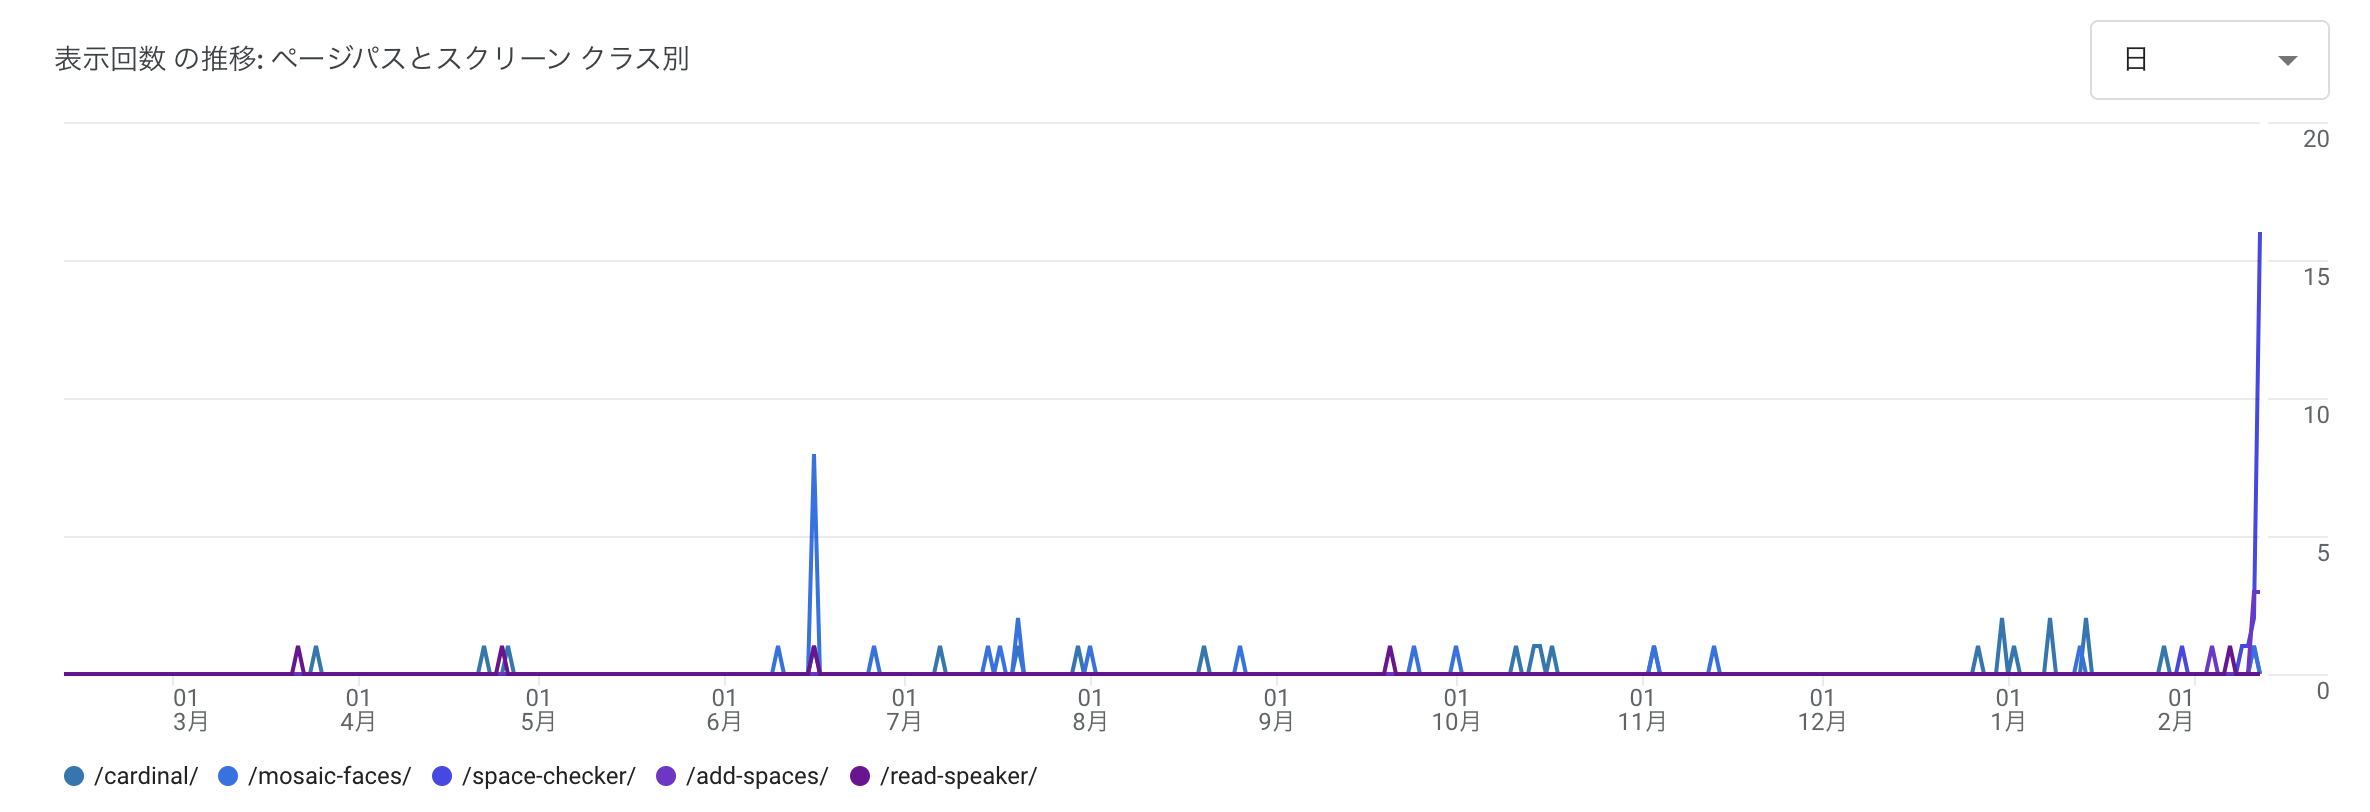 表示回数 の推移: ページパスとスクリーン クラス別
日
20
15
10
5
0
01 01 01 01 01 01 01 01 01 01 01 01
3月 4月 5月 6月 7月 8月 9月 10月 11月 12月 1月 2月
/cardinal/ /mosaic-faces/ /space-checker/ /add-spaces/ /read-speaker/